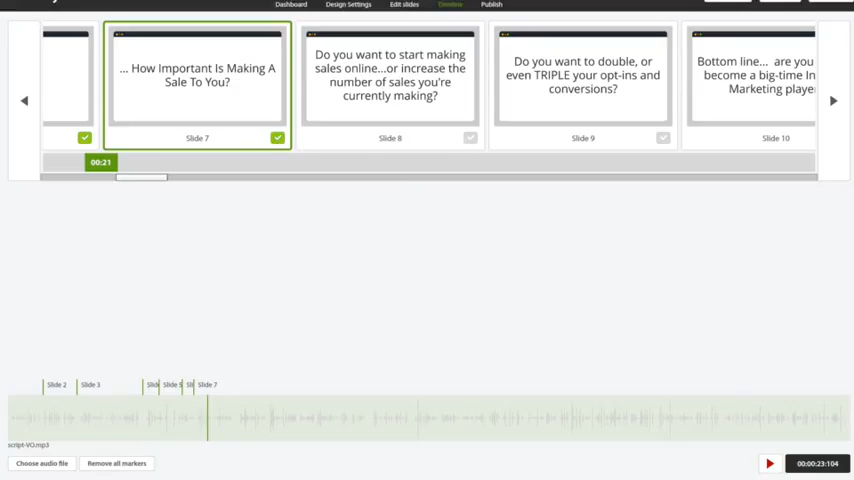 Dashboard
Design Settings
Edit slides
Timeline
Publish
... How Important Is Making A
Sale To You?
Do you want to start making
sales online...or increase the
number of sales you're
currently making?
Do you want to double, or
even TRIPLE your opt-ins and
conversions?
Bottom line... are you
become a big-time In
Marketing player
Slide 7
Slide 8
Slide 9
Slide 10
00:21
Slide 2
Slide 3
Slide 5
Slide 7
script-VO.mp3
Choose audio file
Remove all markers
00:00:23:104